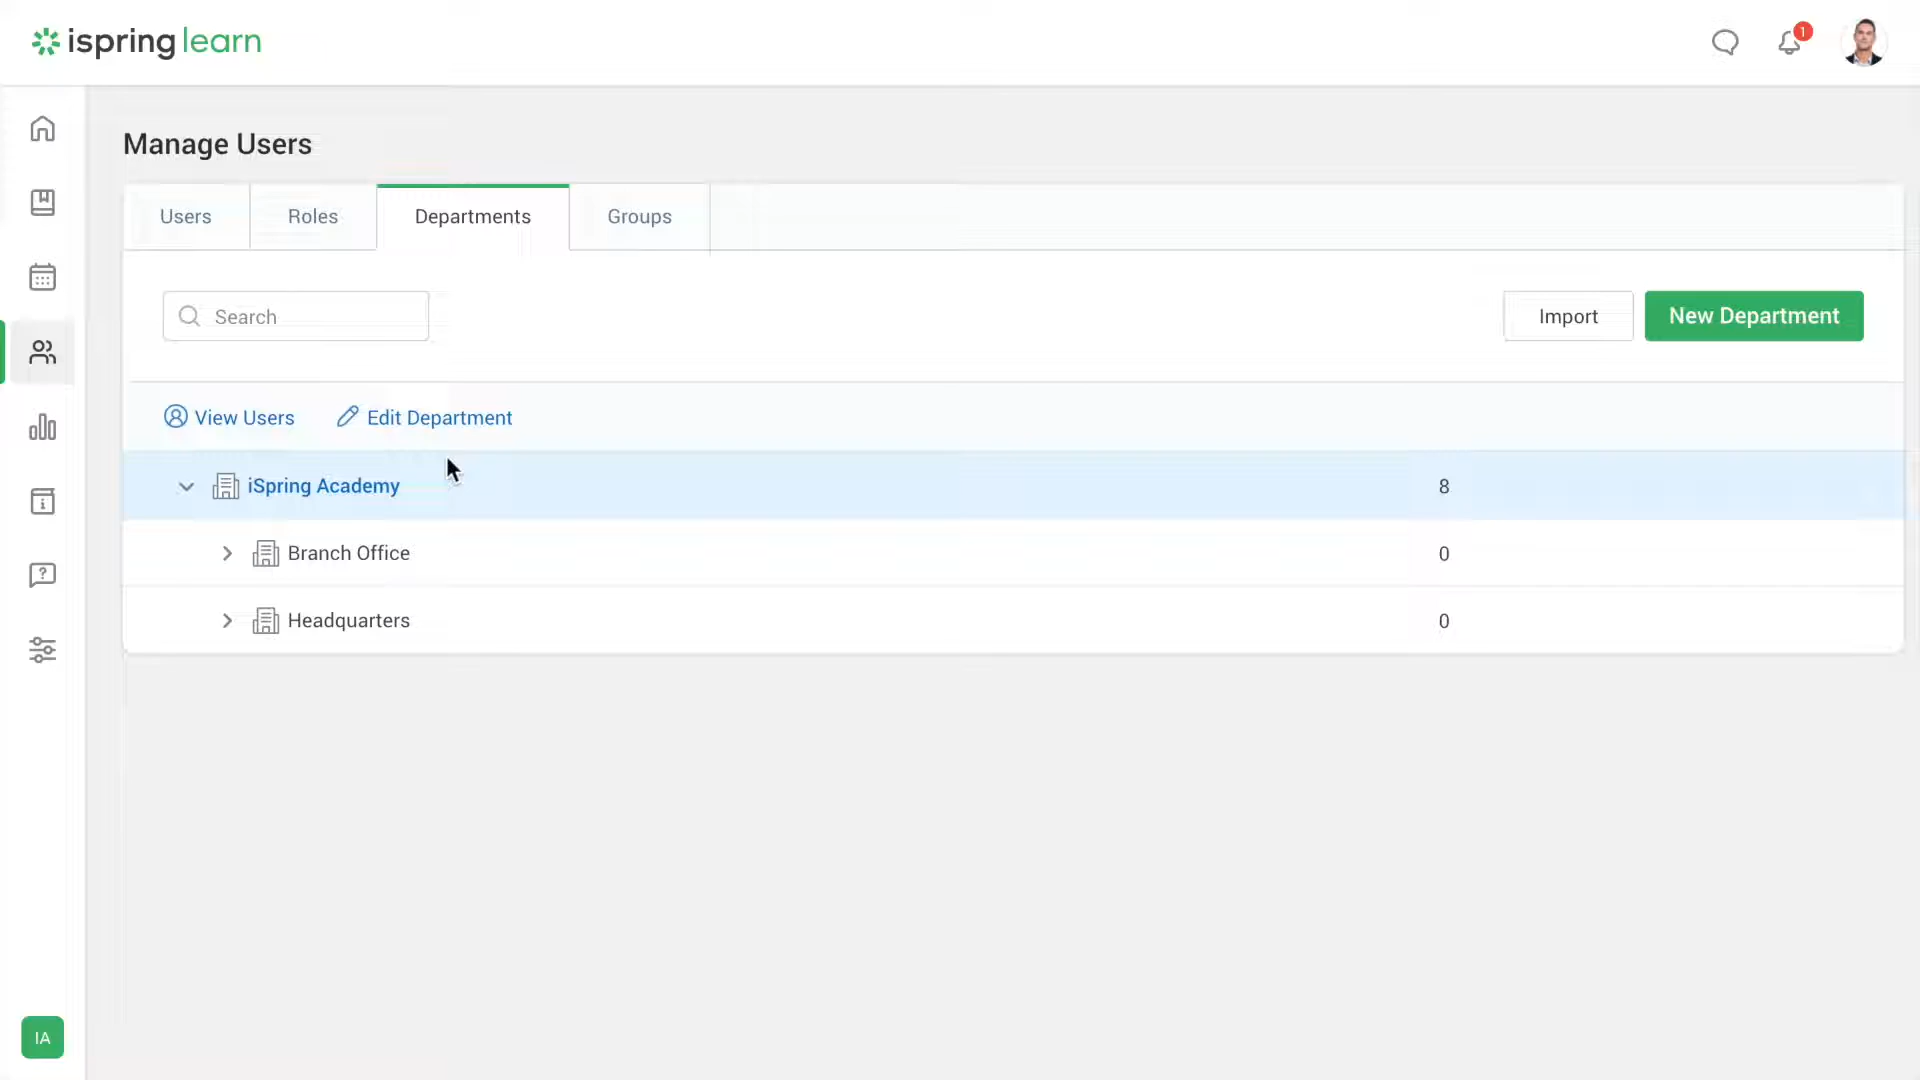 ispring learn
1
Manage Users
Users Roles Departments Groups
Search Import New Department
View Users Edit Department
iSpring Academy 8
Branch Office 0
Headquarters 0
IA